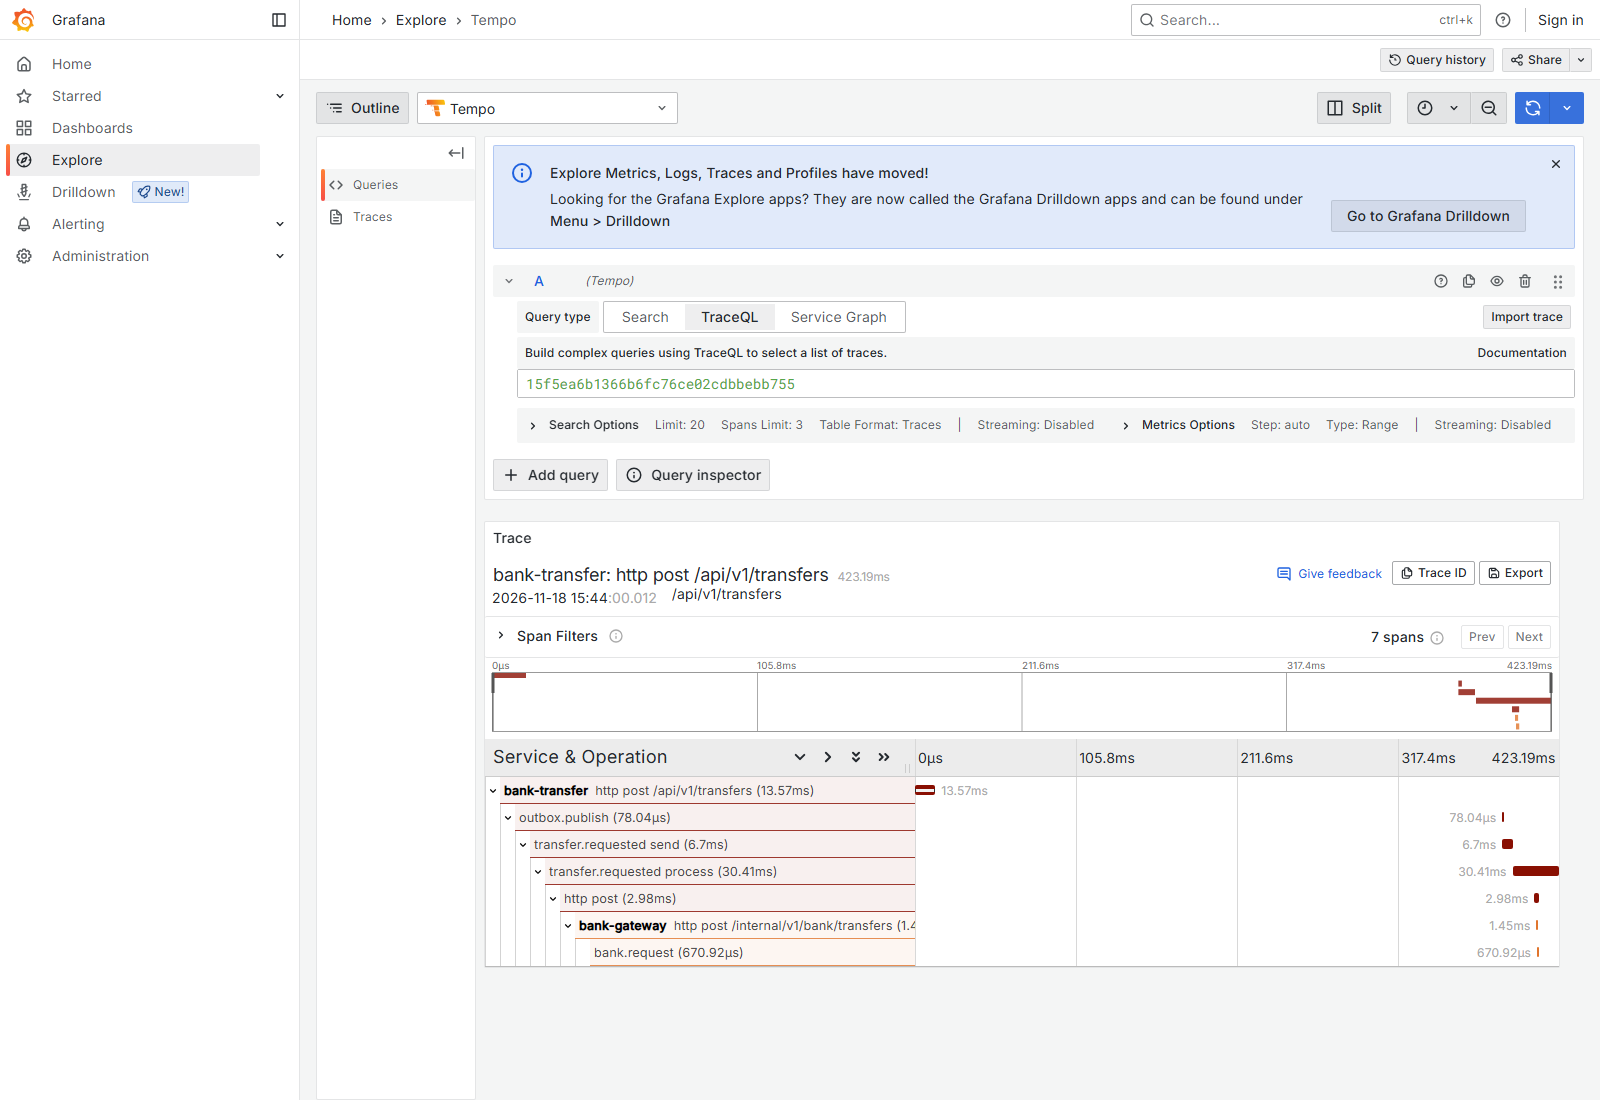 Grafana
Home › Explore › Tempo
Search... ctrl+k
Sign in
Home
Starred
Dashboards
Explore
Drilldown New!
Alerting
Administration
Query history
Share
Outline
Tempo
Split
Queries
Traces
Explore Metrics, Logs, Traces and Profiles have moved!
Looking for the Grafana Explore apps? They are now called the Grafana Drilldown apps and can be found under
Menu > Drilldown
Go to Grafana Drilldown
A (Tempo)
Query type Search TraceQL Service Graph
Import trace
Build complex queries using TraceQL to select a list of traces.
Documentation
15f5ea6b1366b6fc76ce02cdbbebb755
Search Options Limit: 20 Spans Limit: 3 Table Format: Traces | Streaming: Disabled
Metrics Options Step: auto Type: Range | Streaming: Disabled
Add query
Query inspector
Trace
bank-transfer: http post /api/v1/transfers 423.19ms
Give feedback
Trace ID
Export
2026-11-18 15:44:00.012 /api/v1/transfers
Span Filters
7 spans
Prev
Next
0μs 105.8ms 211.6ms 317.4ms 423.19ms
Service & Operation
0μs 105.8ms 211.6ms 317.4ms 423.19ms
bank-transfer http post /api/v1/transfers (13.57ms) 13.57ms
outbox.publish (78.04μs) 78.04μs
transfer.requested send (6.7ms) 6.7ms
transfer.requested process (30.41ms) 30.41ms
http post (2.98ms) 2.98ms
bank-gateway http post /internal/v1/bank/transfers (1.4 1.45ms
bank.request (670.92μs) 670.92μs